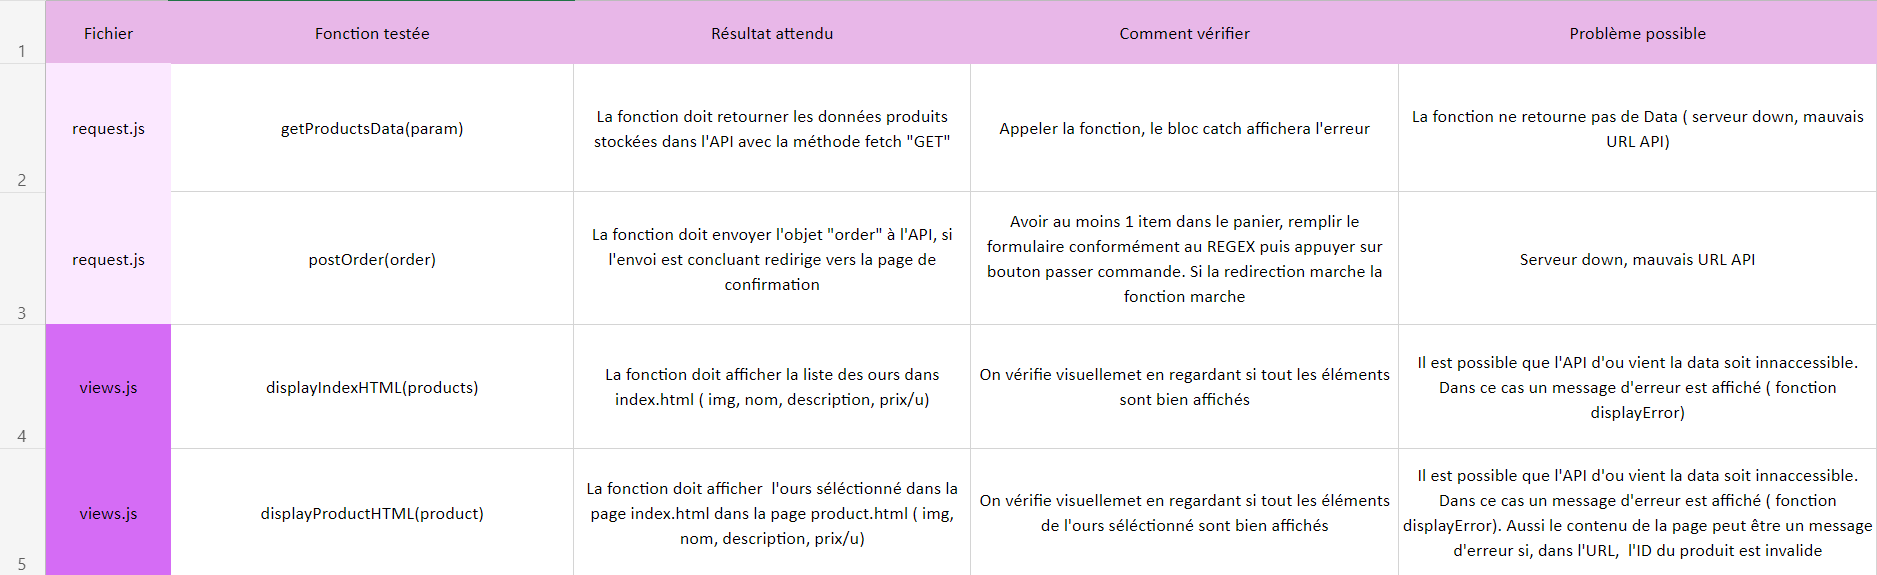 Fichier
Fonction testée
Résultat attendu
Comment vérifier
Problème possible
1
request.js
getProductsData(param)
La fonction doit retourner les données produits
stockées dans l'API avec la méthode fetch "GET"
Appeler la fonction, le bloc catch affichera l'erreur
La fonction ne retourne pas de Data ( serveur down, mauvais
URL API)
2
request.js
postOrder(order)
La fonction doit envoyer l'objet "order" à l'API, si
l'envoi est concluant redirige vers la page de
confirmation
Avoir au moins 1 item dans le panier, remplir le
formulaire conformément au REGEX puis appuyer sur
bouton passer commande. Si la redirection marche la
fonction marche
Serveur down, mauvais URL API
3
views.js
displayIndexHTML(products)
La fonction doit afficher la liste des ours dans
index.html ( img, nom, description, prix/u)
On vérifie visuellemet en regardant si tout les éléments
sont bien affichés
Il est possible que l'API d'ou vient la data soit innaccessible.
Dans ce cas un message d'erreur est affiché ( fonction
displayError)
4
views.js
displayProductHTML(product)
La fonction doit afficher  l'ours séléctionné dans la
page index.html dans la page product.html ( img,
nom, description, prix/u)
On vérifie visuellemet en regardant si tout les éléments
de l'ours séléctionné sont bien affichés
Il est possible que l'API d'ou vient la data soit innaccessible.
Dans ce cas un message d'erreur est affiché ( fonction
displayError). Aussi le contenu de la page peut être un message
d'erreur si, dans l'URL,  l'ID du produit est invalide
5